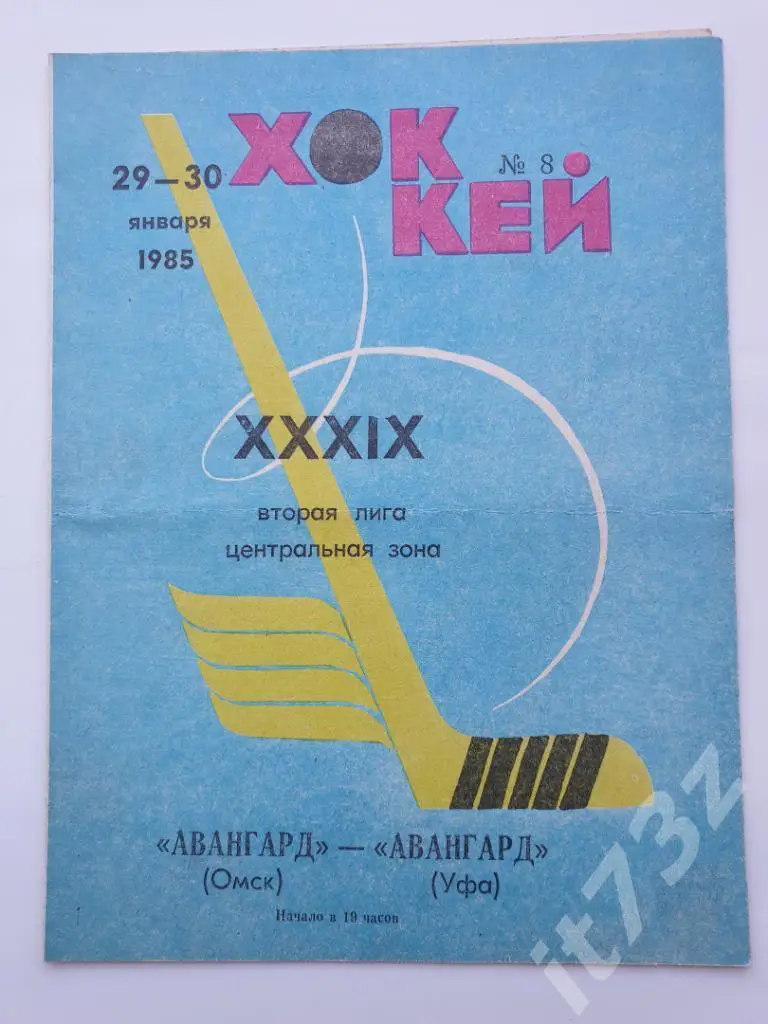 ХОК
КЕЙ
№ 8
29—30
января
1985
XXXIX
вторая лига
центральная зона
«АВАНГАРД» — «АВАНГАРД»
(Омск) (Уфа)
Начало в 19 часов
it73z